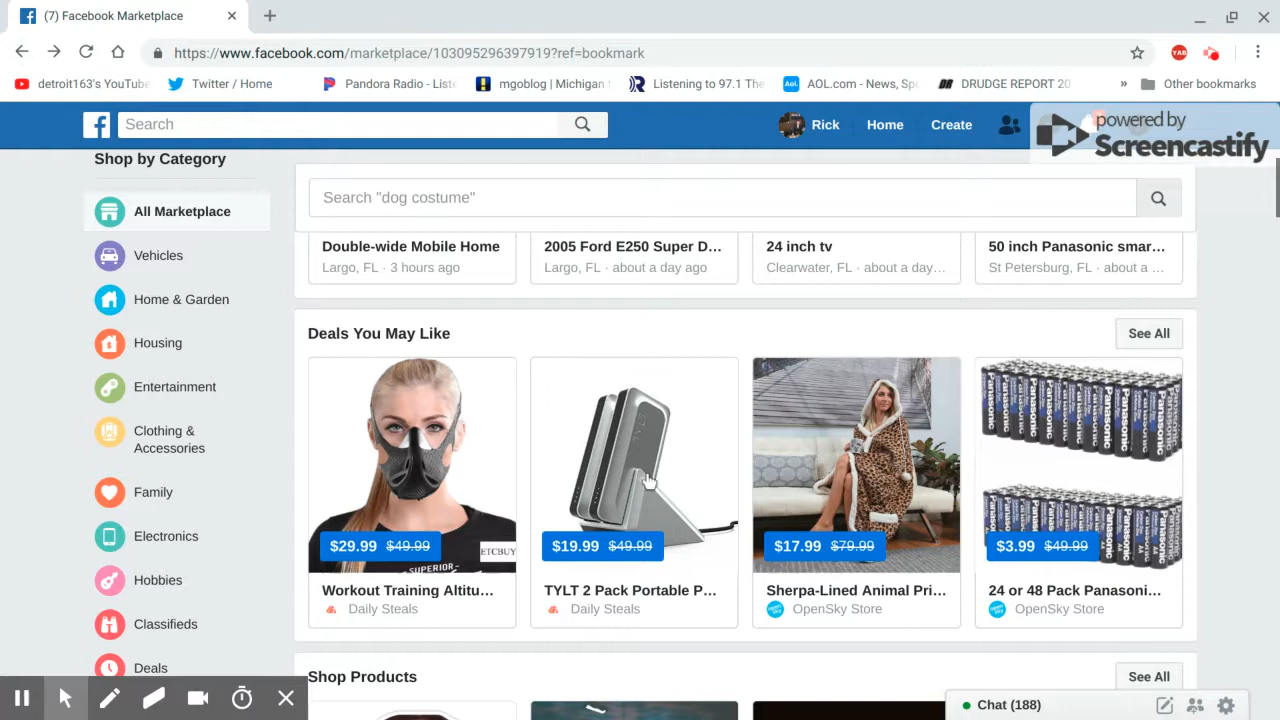 (7) Facebook Marketplace
https://www.facebook.com/marketplace/103095296397919?ref=bookmark
YAB
detroit163's YouTube
Twitter / Home
Pandora Radio - Liste
mgoblog | Michigan
Listening to 97.1 The
Aol.
AOL.com - News, Spo
DRUDGE REPORT 20
» Other bookmarks
Search
Rick
Home
Create
powered by
Screencastify
Shop by Category
All Marketplace
Vehicles
Home & Garden
Housing
Entertainment
Clothing &
Accessories
Family
Electronics
Hobbies
Classifieds
Deals
Search "dog costume"
Double-wide Mobile Home
Largo, FL · 3 hours ago
2005 Ford E250 Super D...
Largo, FL · about a day ago
24 inch tv
Clearwater, FL · about a day...
50 inch Panasonic smar...
St Petersburg, FL · about a ...
Deals You May Like
See All
SUPERIOR
ETCBUY
$29.99 $49.99
Workout Training Altitu...
Daily Steals
$19.99 $49.99
TYLT 2 Pack Portable P...
Daily Steals
$17.99 $79.99
Sherpa-Lined Animal Pri...
OpenSky Store
Panasonic
$3.99 $49.99
24 or 48 Pack Panasoni...
OpenSky Store
Shop Products
See All
Chat (188)